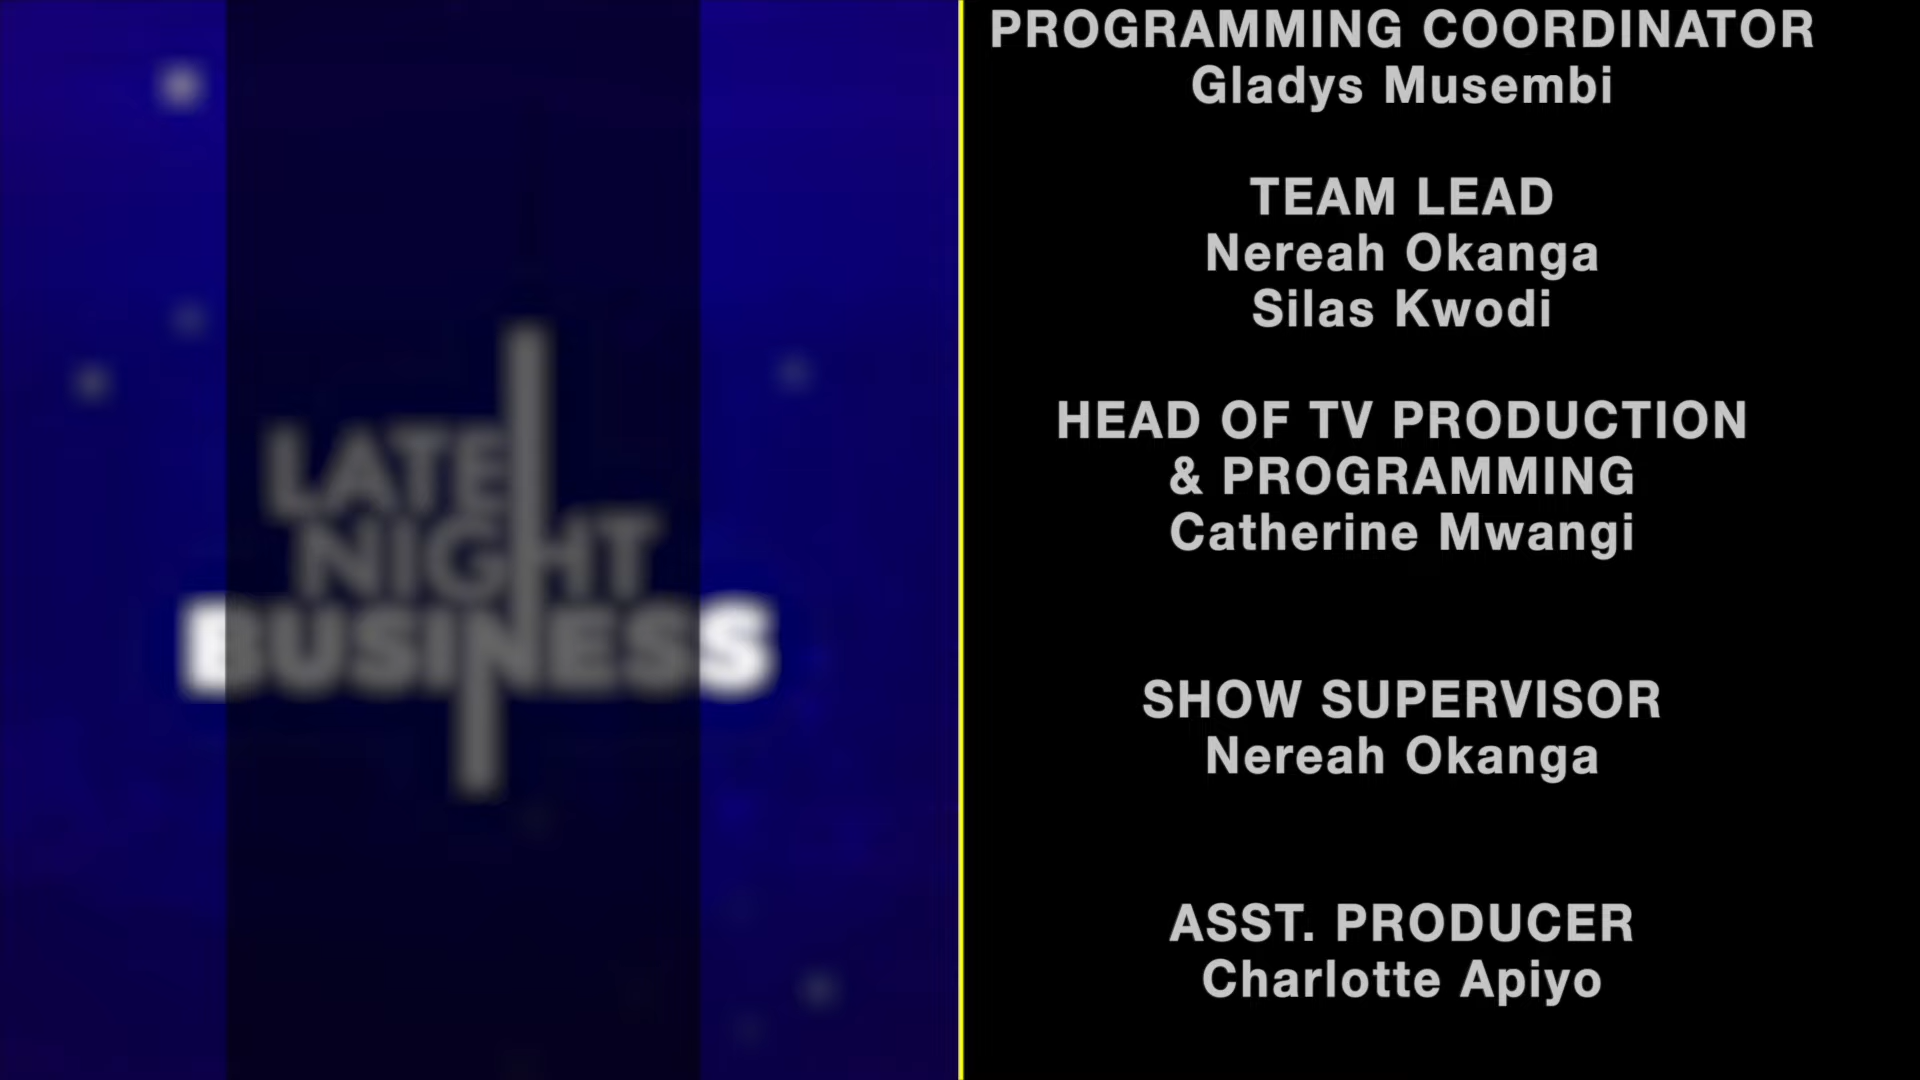 LATE
NIGHT
BUSINESS
PROGRAMMING COORDINATOR
Gladys Musembi
TEAM LEAD
Nereah Okanga
Silas Kwodi
HEAD OF TV PRODUCTION
& PROGRAMMING
Catherine Mwangi
SHOW SUPERVISOR
Nereah Okanga
ASST. PRODUCER
Charlotte Apiyo